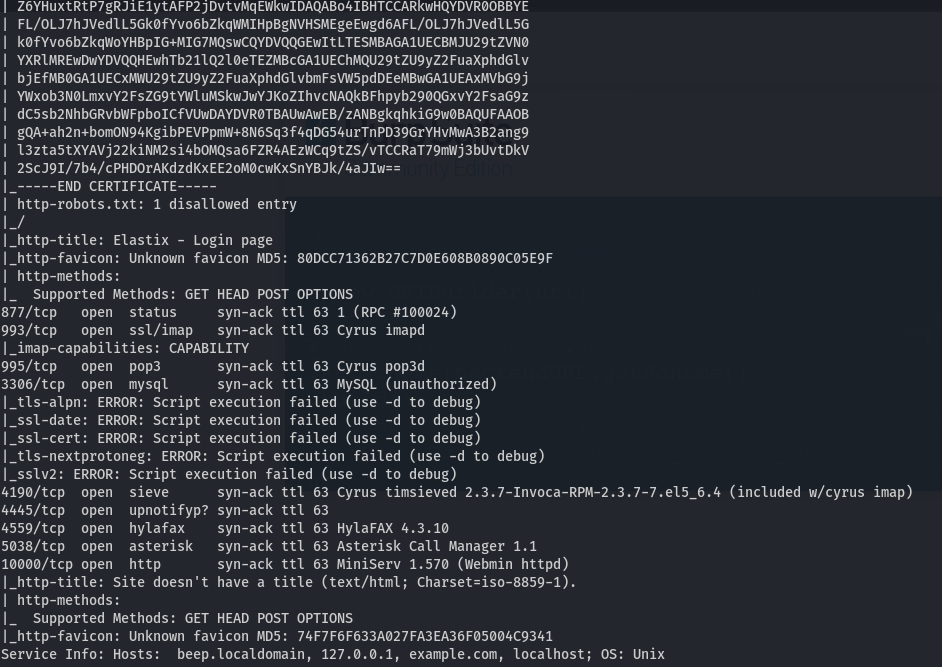 | Z6YHuxtRtP7gRJiE1ytAFP2jDvtvMqEWkwIDAQABo4IBHTCCARkwHQYDVR0OBBYE
| FL/OLJ7hJVedlL5Gk0fYvo6bZkqWMIHpBgNVHSMEgeEwgd6AFL/OLJ7hJVedlL5G
| k0fYvo6bZkqWoYHBpIG+MIG7MQswCQYDVQQGEwItLTESMBAGA1UECBMJU29tZVN0
| YXRlMREwDwYDVQQHEwhTb21lQ2l0eTEZMBcGA1UEChMQU29tZU9yZ2FuaXphdGlv
| bjEfMB0GA1UECxMWU29tZU9yZ2FuaXphdGlvbmFsVW5pdDEeMBwGA1UEAxMVbG9j
| YWxob3N0LmxvY2FsZG9tYWluMSkwJwYJKoZIhvcNAQkBFhpyb290QGxvY2FsaG9z
| dC5sb2NhbGRvbWFpboICfVUwDAYDVR0TBAUwAwEB/zANBgkqhkiG9w0BAQUFAAOB
| gQA+ah2n+bomON94KgibPEVPpmW+8N6Sq3f4qDG54urTnPD39GrYHvMwA3B2ang9
| l3zta5tXYAVj22kiNM2si4bOMQsa6FZR4AEzWCq9tZS/vTCCRaT79mWj3bUvtDkV
| 2ScJ9I/7b4/cPHDOrAKdzdKxEE2oM0cwKxSnYBJk/4aJIw==
|_-----END CERTIFICATE-----
| http-robots.txt: 1 disallowed entry
|_/
|_http-title: Elastix - Login page
|_http-favicon: Unknown favicon MD5: 80DCC71362B27C7D0E608B0890C05E9F
| http-methods:
|_  Supported Methods: GET HEAD POST OPTIONS
877/tcp   open  status     syn-ack ttl 63 1 (RPC #100024)
993/tcp   open  ssl/imap   syn-ack ttl 63 Cyrus imapd
|_imap-capabilities: CAPABILITY
995/tcp   open  pop3       syn-ack ttl 63 Cyrus pop3d
3306/tcp  open  mysql      syn-ack ttl 63 MySQL (unauthorized)
|_tls-alpn: ERROR: Script execution failed (use -d to debug)
|_ssl-date: ERROR: Script execution failed (use -d to debug)
|_ssl-cert: ERROR: Script execution failed (use -d to debug)
|_tls-nextprotoneg: ERROR: Script execution failed (use -d to debug)
|_sslv2: ERROR: Script execution failed (use -d to debug)
4190/tcp  open  sieve      syn-ack ttl 63 Cyrus timsieved 2.3.7-Invoca-RPM-2.3.7-7.el5_6.4 (included w/cyrus imap)
4445/tcp  open  upnotifyp? syn-ack ttl 63
4559/tcp  open  hylafax    syn-ack ttl 63 HylaFAX 4.3.10
5038/tcp  open  asterisk   syn-ack ttl 63 Asterisk Call Manager 1.1
10000/tcp open  http       syn-ack ttl 63 MiniServ 1.570 (Webmin httpd)
|_http-title: Site doesn't have a title (text/html; Charset=iso-8859-1).
| http-methods:
|_  Supported Methods: GET HEAD POST OPTIONS
|_http-favicon: Unknown favicon MD5: 74F7F6F633A027FA3EA36F05004C9341
Service Info: Hosts:  beep.localdomain, 127.0.0.1, example.com, localhost; OS: Unix